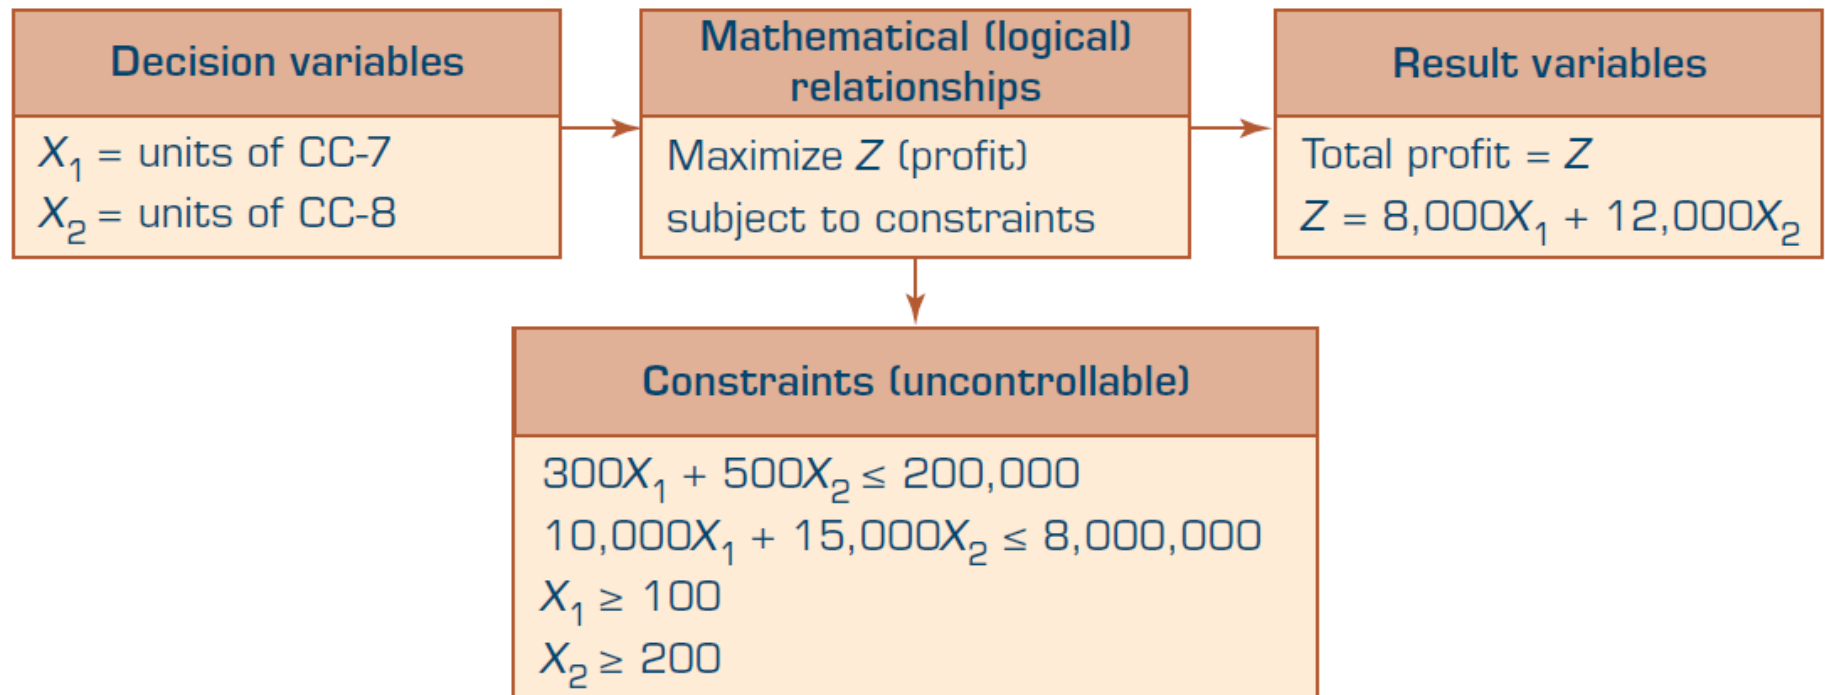 Decision variables
X₁ = units of CC-7
X₂ = units of CC-8
Mathematical (logical)
relationships
Maximize Z (profit)
subject to constraints
Result variables
Total profit = Z
Z = 8,000X₁ + 12,000X₂
Constraints (uncontrollable)
300X₁ + 500X₂ ≤ 200,000
10,000X₁ + 15,000X₂ ≤ 8,000,000
X₁ ≥ 100
X₂ ≥ 200